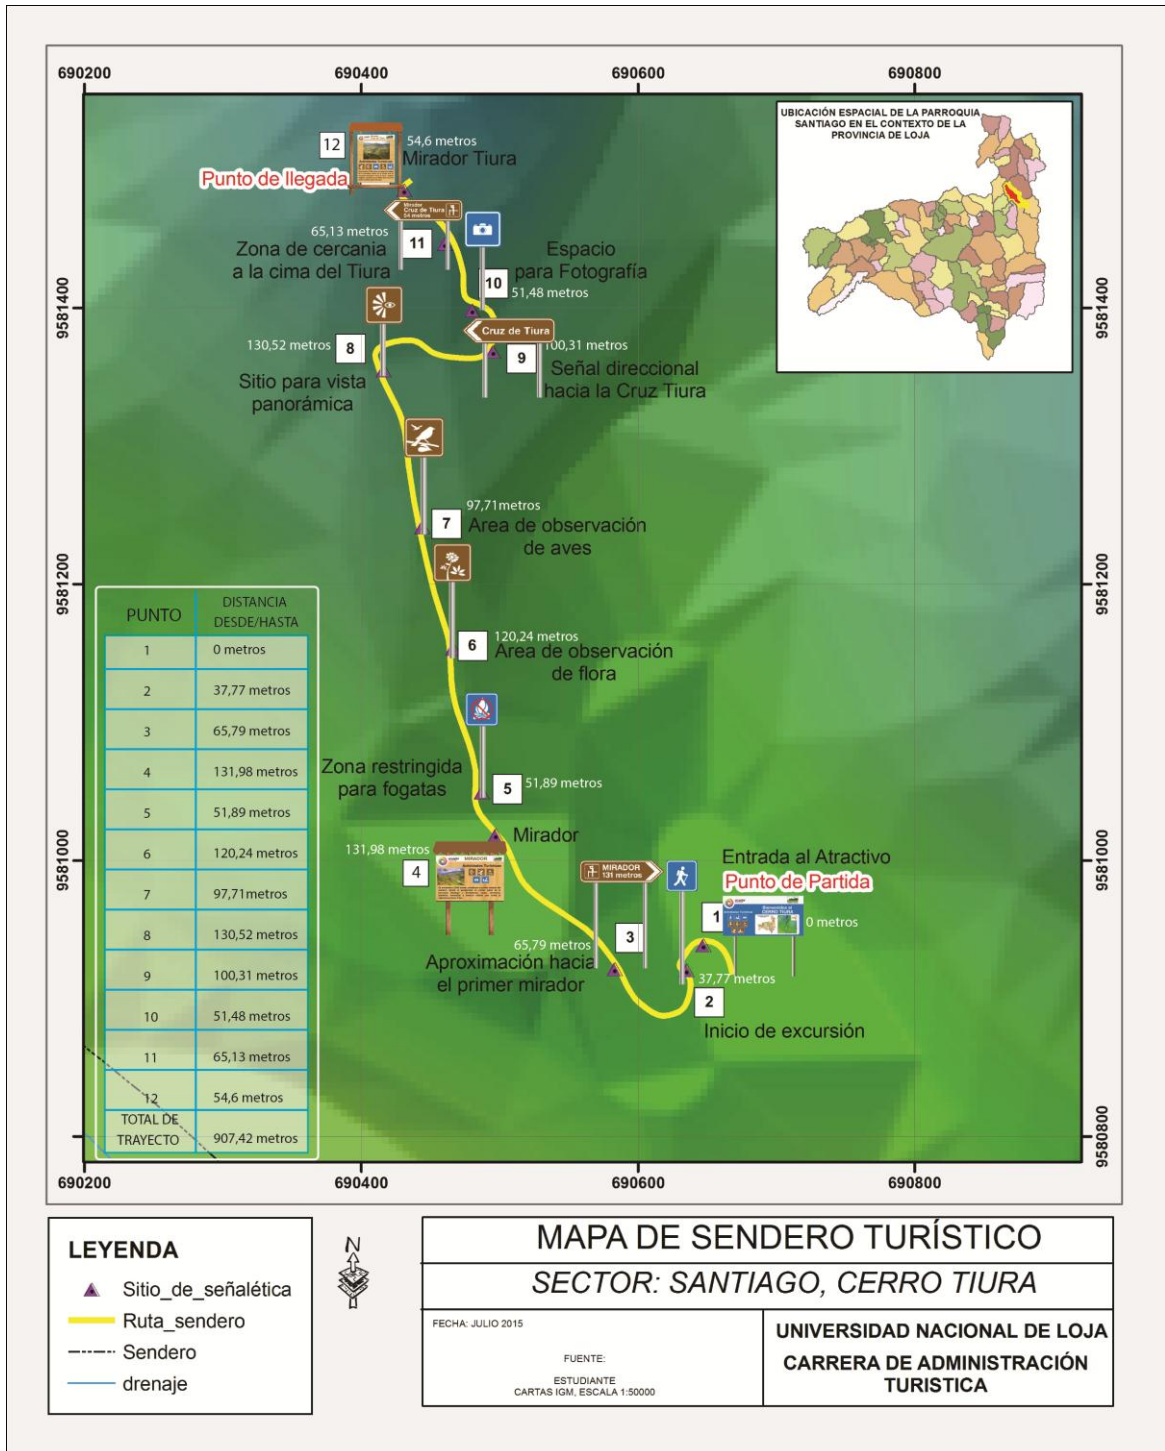 690200
690400
690600
690800
9581400
9581200
9581000
9580800
9581400
9581200
9581000
9580800
UBICACIÓN ESPACIAL DE LA PARROQUIA
SANTIAGO EN EL CONTEXTO DE LA
PROVINCIA DE LOJA
12
54,6 metros
Mirador Tiura
Punto de llegada
Cruz de Tiura
54 metros
65,13 metros
11
Zona de cercania
a la cima del Tiura
Espacio
para Fotografía
10
51,48 metros
Cruz de Tiura
130,52 metros
8
Sitio para vista
panorámica
100,31 metros
9
Señal direccional
hacia la Cruz Tiura
97,71metros
7
Area de observación
de aves
120,24 metros
6
Area de observación
de flora
Zona restringida
para fogatas
51,89 metros
5
Mirador
131,98 metros
4
MIRADOR
MIRADOR
131 metros
Entrada al Atractivo
Punto de Partida
1
CERRO TIURA
0 metros
3
65,79 metros
Aproximación hacia
el primer mirador
37,77 metros
2
Inicio de excursión
PUNTO DISTANCIA DESDE/HASTA
1 0 metros
2 37,77 metros
3 65,79 metros
4 131,98 metros
5 51,89 metros
6 120,24 metros
7 97,71metros
8 130,52 metros
9 100,31 metros
10 51,48 metros
11 65,13 metros
12 54,6 metros
TOTAL DE TRAYECTO 907,42 metros
690200
690400
690600
690800
LEYENDA
Sitio_de_señalética
Ruta_sendero
Sendero
drenaje
N
MAPA DE SENDERO TURÍSTICO
SECTOR: SANTIAGO, CERRO TIURA
FECHA: JULIO 2015
FUENTE:
ESTUDIANTE
CARTAS IGM, ESCALA 1:50000
UNIVERSIDAD NACIONAL DE LOJA
CARRERA DE ADMINISTRACIÓN
TURISTICA